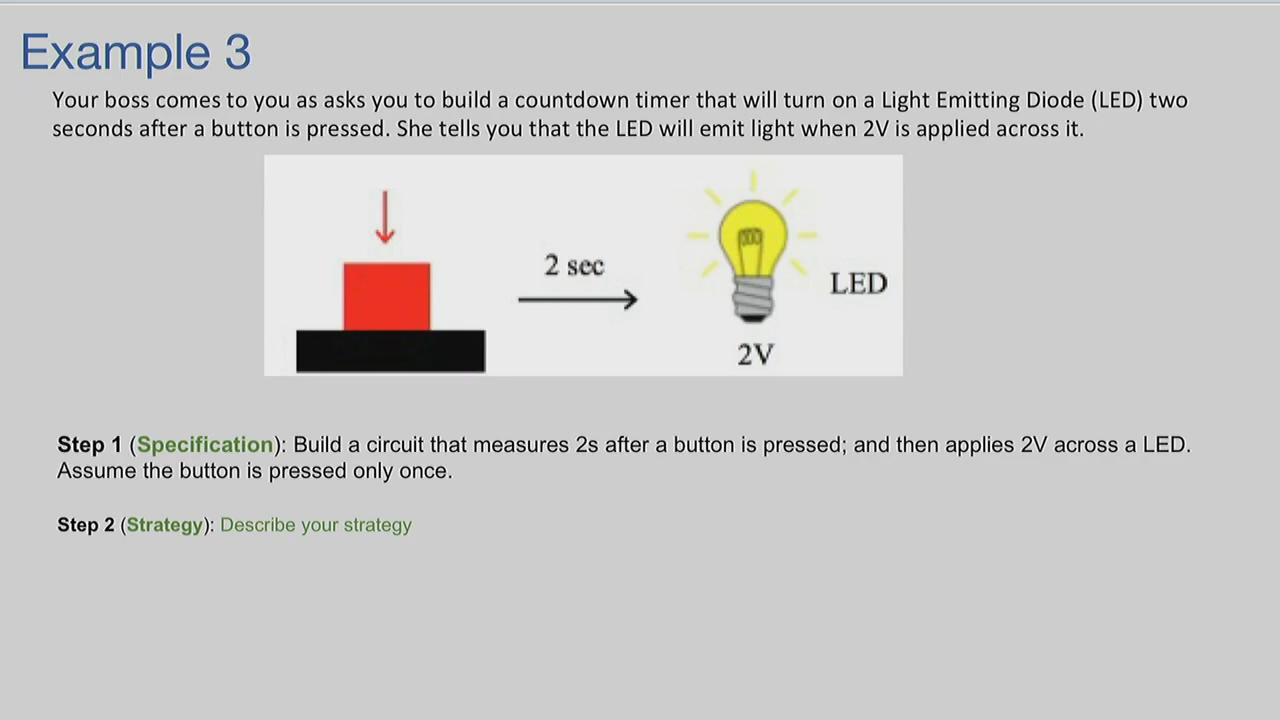 Example 3
Your boss comes to you as asks you to build a countdown timer that will turn on a Light Emitting Diode (LED) two
seconds after a button is pressed. She tells you that the LED will emit light when 2V is applied across it.
2 sec
LED
2V
Step 1 (Specification): Build a circuit that measures 2s after a button is pressed; and then applies 2V across a LED.
Assume the button is pressed only once.
Step 2 (Strategy): Describe your strategy